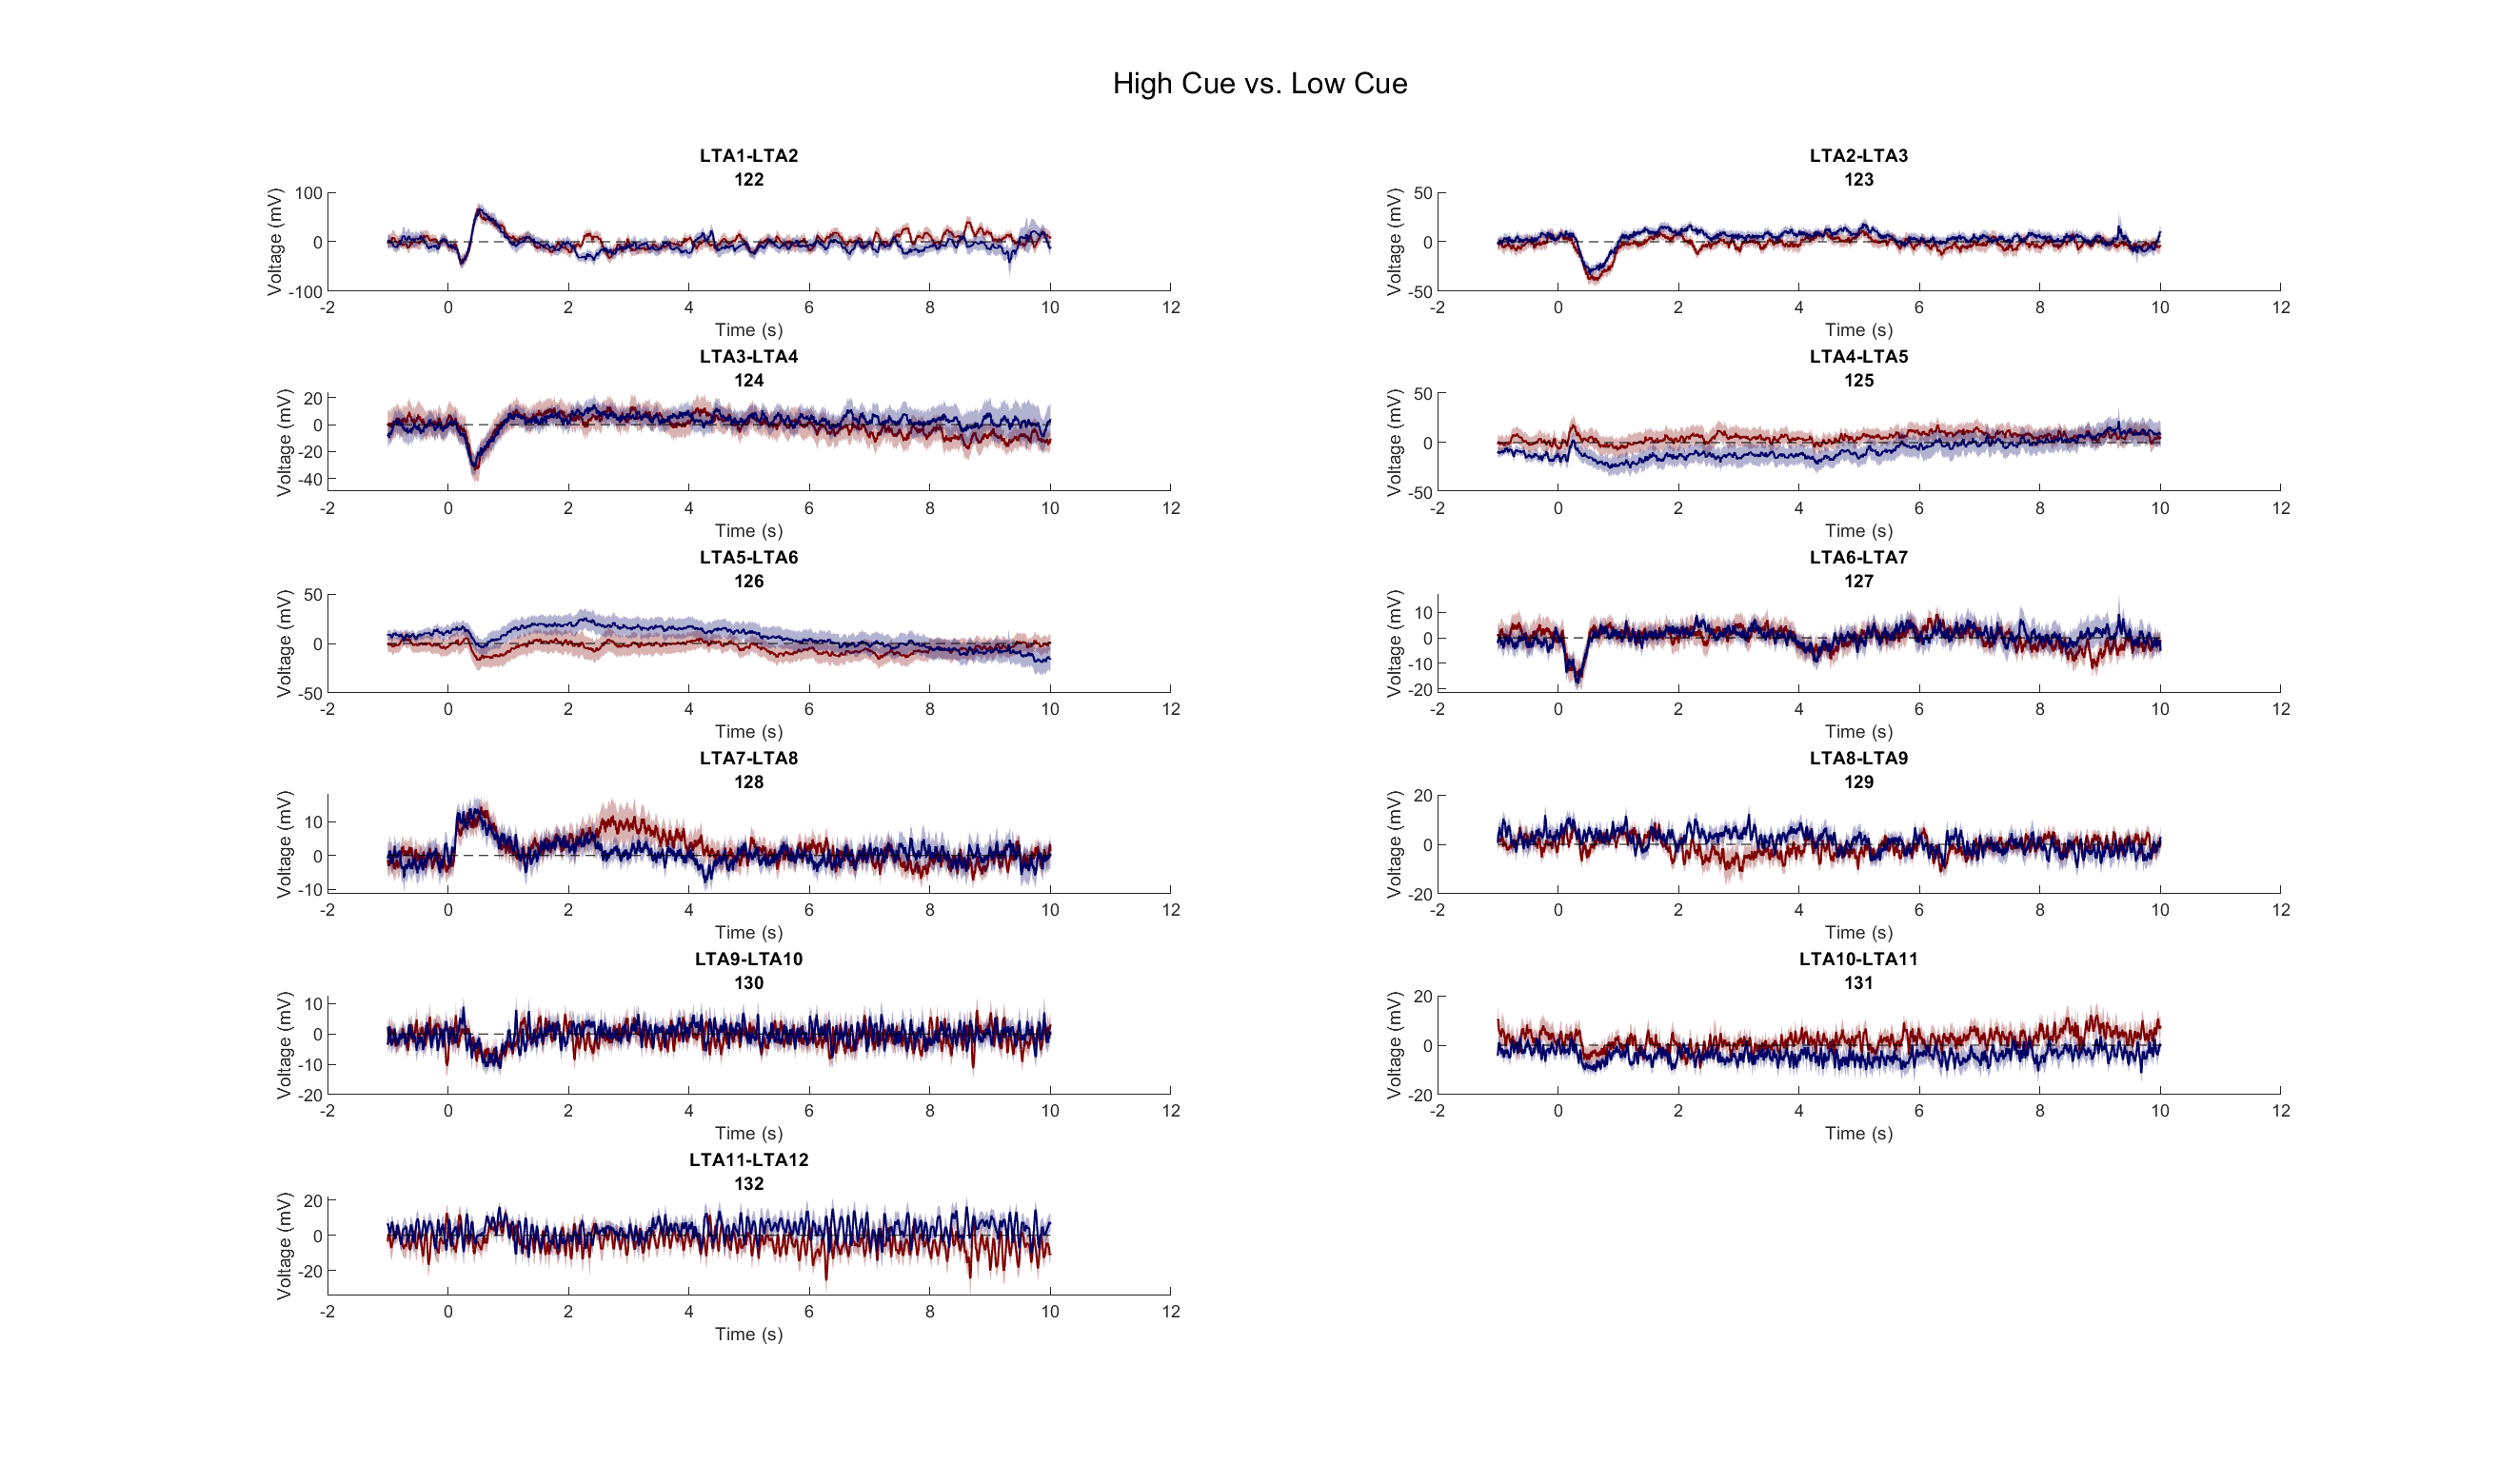 High Cue vs. Low Cue
LTA1-LTA2
122
Voltage (mV)
100
0
-100
-2 0 2 4 6 8 10 12
Time (s)
LTA2-LTA3
123
Voltage (mV)
50
0
-50
-2 0 2 4 6 8 10 12
Time (s)
LTA3-LTA4
124
Voltage (mV)
20
0
-20
-40
-2 0 2 4 6 8 10 12
Time (s)
LTA4-LTA5
125
Voltage (mV)
50
0
-50
-2 0 2 4 6 8 10 12
Time (s)
LTA5-LTA6
126
Voltage (mV)
50
0
-50
-2 0 2 4 6 8 10 12
Time (s)
LTA6-LTA7
127
Voltage (mV)
10
0
-10
-20
-2 0 2 4 6 8 10 12
Time (s)
LTA7-LTA8
128
Voltage (mV)
10
0
-10
-2 0 2 4 6 8 10 12
Time (s)
LTA8-LTA9
129
Voltage (mV)
20
0
-20
-2 0 2 4 6 8 10 12
Time (s)
LTA9-LTA10
130
Voltage (mV)
10
0
-10
-20
-2 0 2 4 6 8 10 12
Time (s)
LTA10-LTA11
131
Voltage (mV)
20
0
-20
-2 0 2 4 6 8 10 12
Time (s)
LTA11-LTA12
132
Voltage (mV)
20
0
-20
-2 0 2 4 6 8 10 12
Time (s)